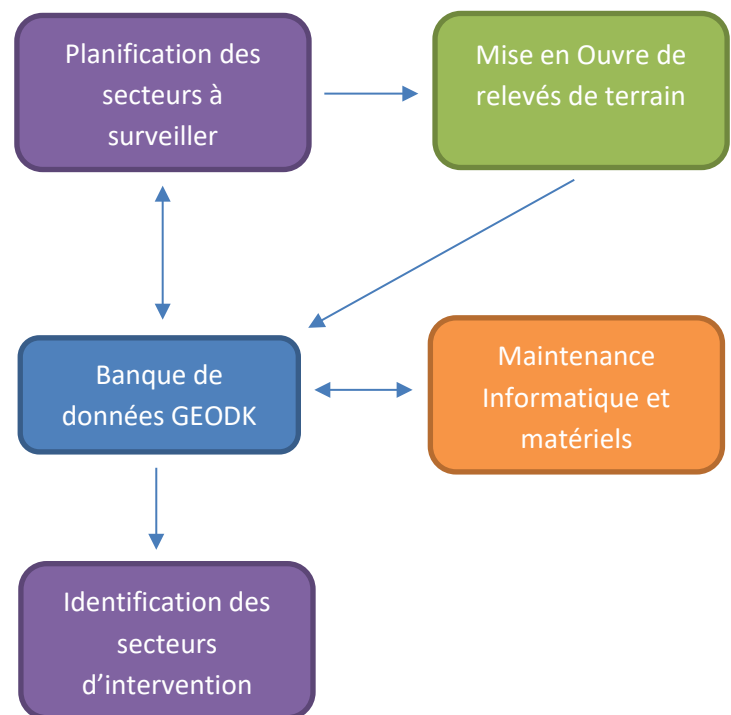 Planification des
secteurs à
surveiller
Mise en Ouvre de
relevés de terrain
Banque de
données GEODK
Maintenance
Informatique et
matériels
Identification des
secteurs
d’intervention